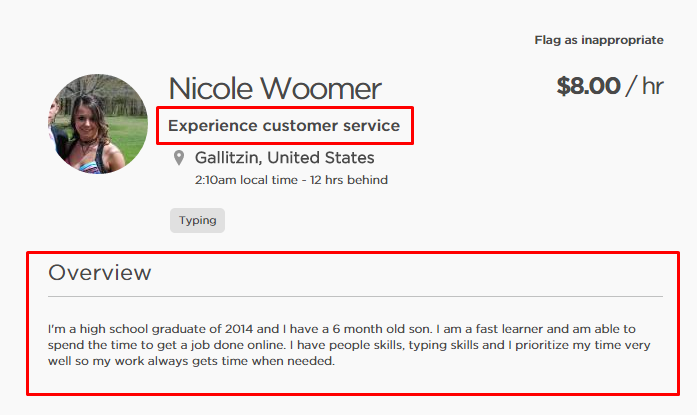 Flag as inappropriate
Nicole Woomer
$8.00 / hr
Experience customer service
Gallitzin, United States
2:10am local time - 12 hrs behind
Typing
Overview
I'm a high school graduate of 2014 and I have a 6 month old son. I am a fast learner and am able to
spend the time to get a job done online. I have people skills, typing skills and I prioritize my time very
well so my work always gets time when needed.